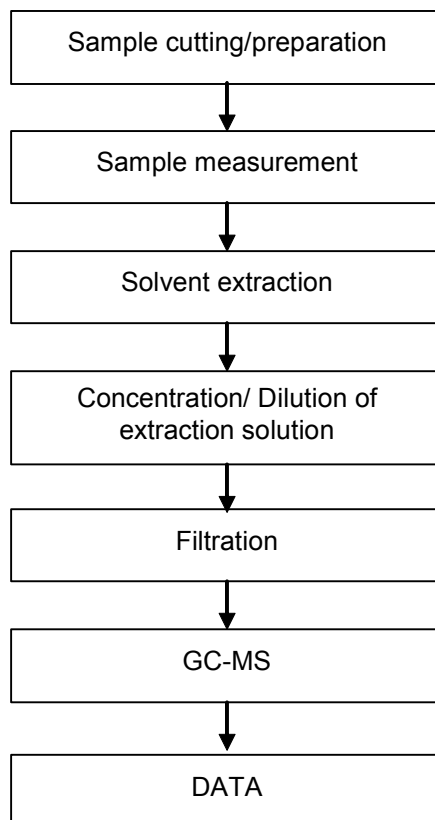 Sample cutting/preparation
Sample measurement
Solvent extraction
Concentration/ Dilution of
extraction solution
Filtration
GC-MS
DATA